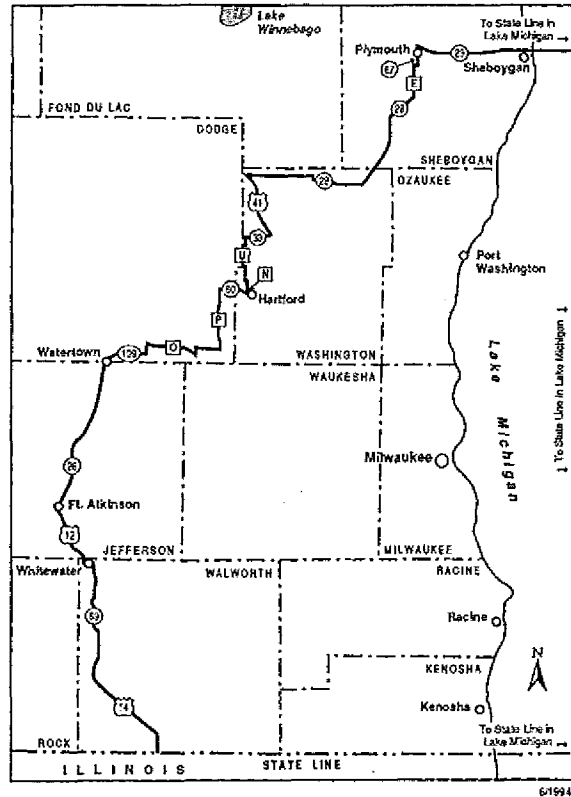 Lake
Winnebago
To State Line in
Lake Michigan →
Plymouth
23
Sheboygan
67
E
FOND DU LAC
28
DODGE
SHEBOYGAN
OZAUKEE
28
41
33
U
N
Port
Washington
60
Hartford
P
Watertown
109
O
WASHINGTON
WAUKESHA
Lake Michigan
To State Line in Lake Michigan
Milwaukee
26
Ft. Atkinson
12
JEFFERSON
MILWAUKEE
Whitewater
WALWORTH
RACINE
Racine
89
KENOSHA
N
14
Kenosha
To State Line in
Lake Michigan →
ROCK
STATE LINE
ILLINOIS
6/1994